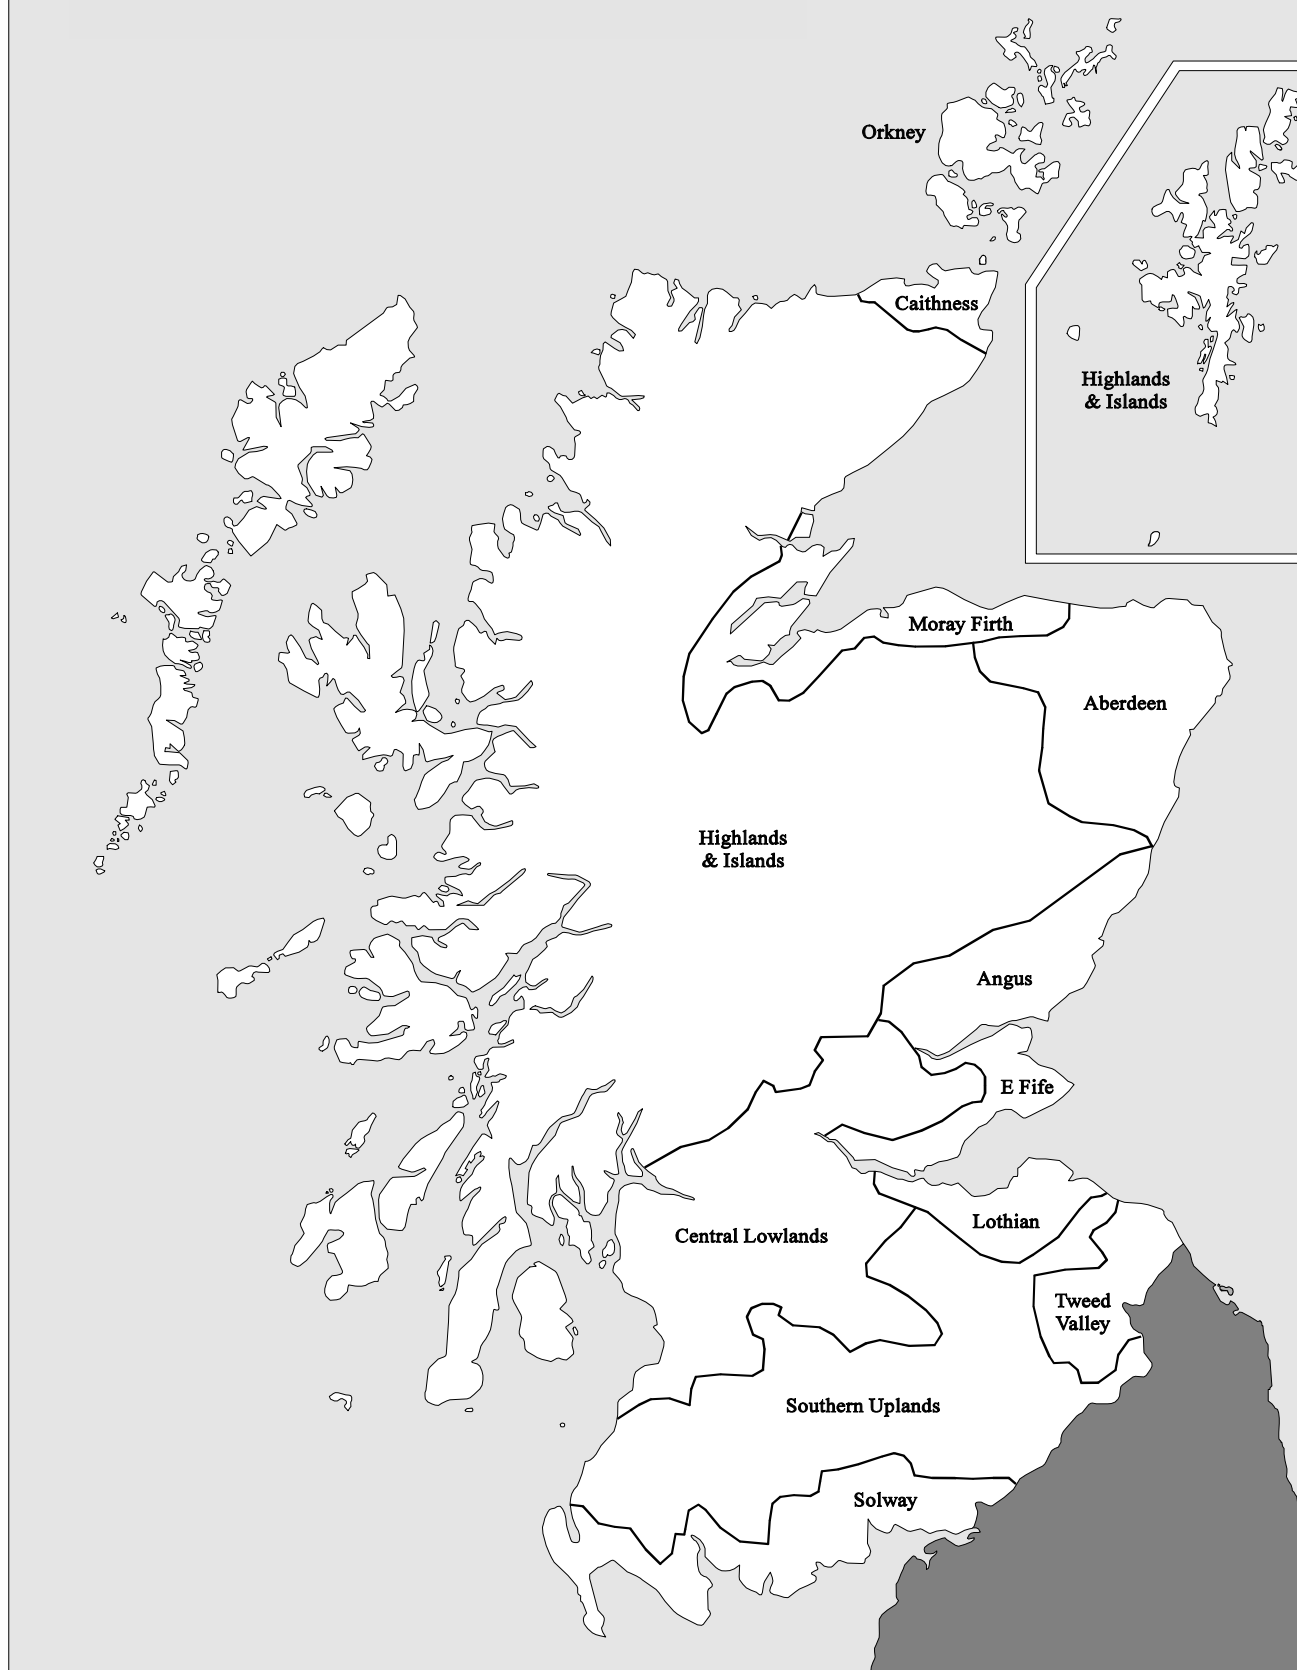 Orkney
Caithness
Highlands
& Islands
Moray Firth
Aberdeen
Highlands
& Islands
Angus
E Fife
Lothian
Central Lowlands
Tweed
Valley
Southern Uplands
Solway